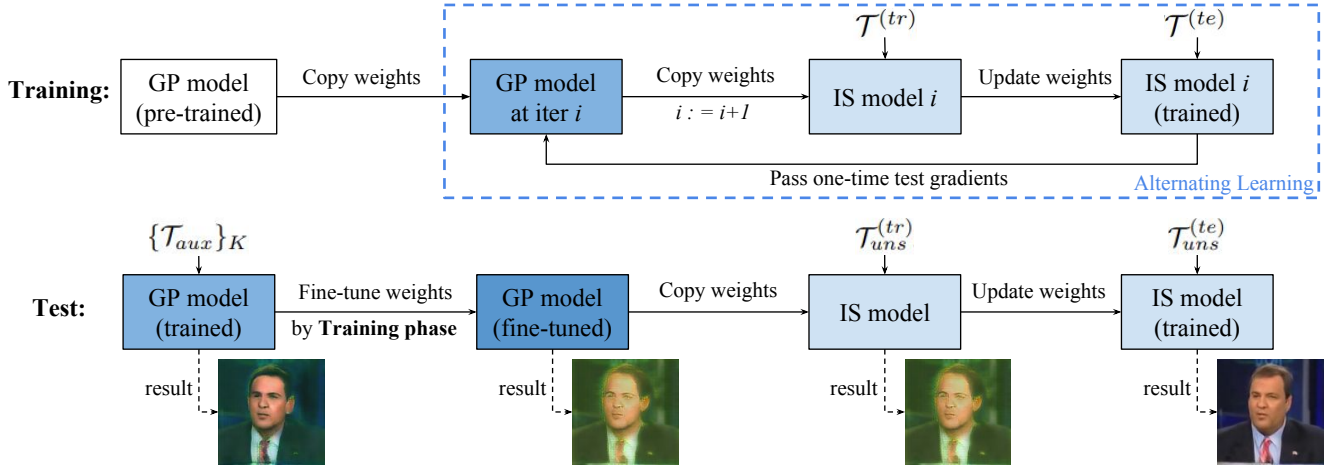 Training:
GP model
(pre-trained)
Copy weights
GP model
at iter i
Copy weights
i := i+1
𝒯^(tr)
IS model i
Update weights
𝒯^(te)
IS model i
(trained)
Pass one-time test gradients
Alternating Learning
Test:
{𝒯_aux}_K
GP model
(trained)
Fine-tune weights
by Training phase
GP model
(fine-tuned)
Copy weights
𝒯_uns^(tr)
IS model
Update weights
𝒯_uns^(te)
IS model
(trained)
result
result
result
result